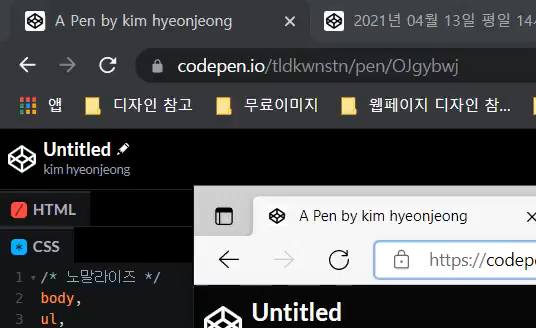 A Pen by kim hyeonjeong
2021년 04월 13일 평일 14
codepen.io/tldkwnstn/pen/OJgybwj
앱
디자인 참고
무료이미지
웹페이지 디자인 참...
Untitled
kim hyeonjeong
HTML
CSS
1 /* 노말라이즈 */
2 body,
3 ul,
A Pen by kim hyeonjeong
https://codep
Untitled